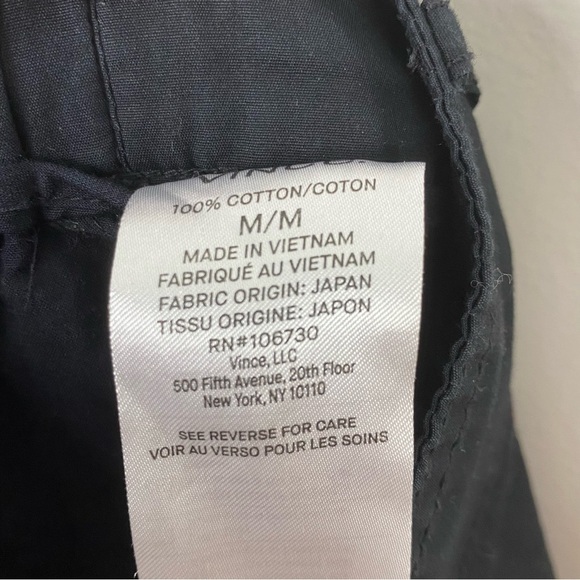 VINCE.
100% COTTON/COTON
M/M
MADE IN VIETNAM
FABRIQUÉ AU VIETNAM
FABRIC ORIGIN: JAPAN
TISSU ORIGINE: JAPON
RN#106730
Vince, LLC
500 Fifth Avenue, 20th Floor
New York, NY 10110
SEE REVERSE FOR CARE
VOIR AU VERSO POUR LES SOINS